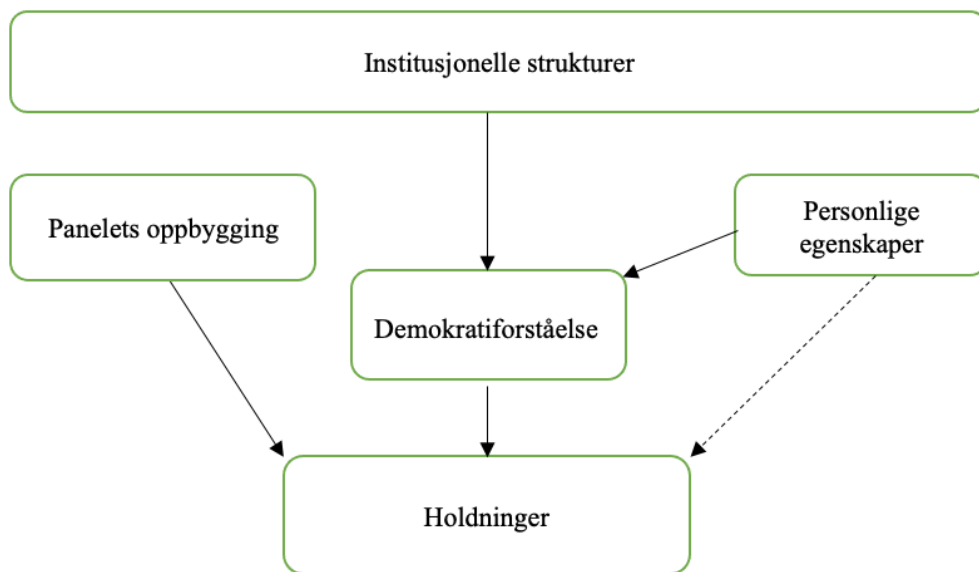 Institusjonelle strukturer
Panelets oppbygging
Personlige
egenskaper
Demokratiforståelse
Holdninger